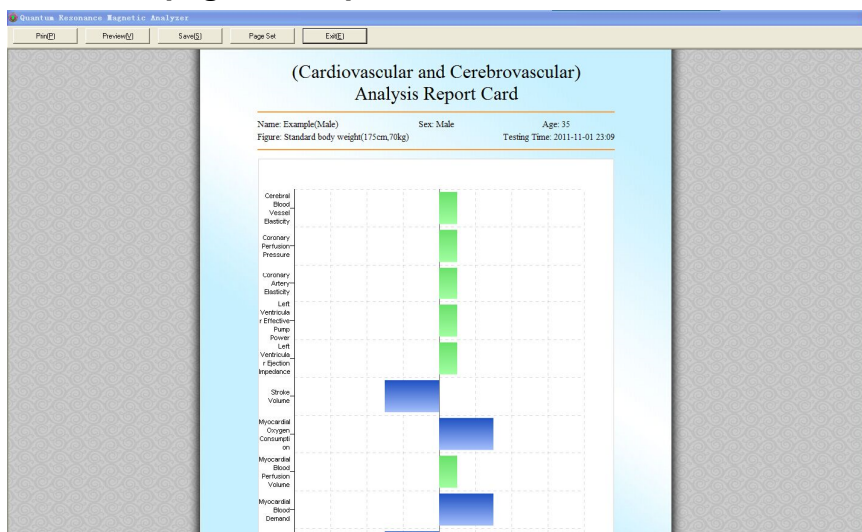 Quantum Resonance Magnetic Analyzer
Prin(P)
Preview(V)
Save(S)
Page Set
Exit(E)
(Cardiovascular and Cerebrovascular)
Analysis Report Card
Name: Example(Male) Sex: Male Age: 35
Figure: Standard body weight(175cm,70kg) Testing Time: 2011-11-01 23:09
Cerebral
Blood
Vessel
Elasticity
Coronary
Perfusion
Pressure
Coronary
Artery
Elasticity
Left
Ventricula
r Effective
Pump
Power
Left
Ventricula
r Ejection
Impedance
Stroke
Volume
Myocardial
Oxygen
Consumpti
on
Myocardial
Blood
Perfusion
Volume
Myocardial
Blood
Demand